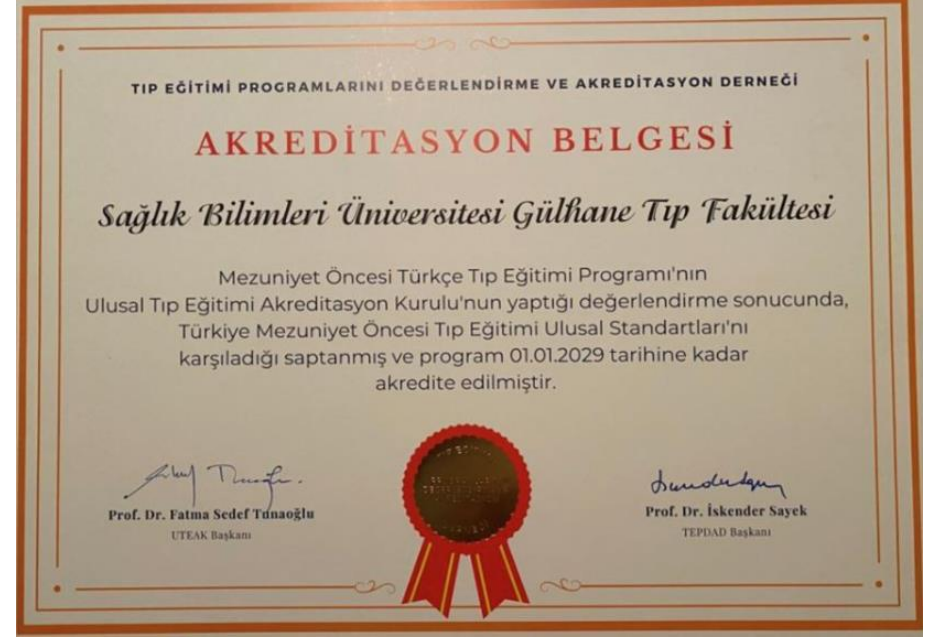 TIP EĞİTİMİ PROGRAMLARINI DEĞERLENDİRME VE AKREDİTASYON DERNEĞİ
AKREDİTASYON BELGESİ
Sağlık Bilimleri Üniversitesi Gülhane Tıp Fakültesi
Mezuniyet Öncesi Türkçe Tıp Eğitimi Programı'nın
Ulusal Tıp Eğitimi Akreditasyon Kurulu'nun yaptığı değerlendirme sonucunda,
Türkiye Mezuniyet Öncesi Tıp Eğitimi Ulusal Standartları'nı
karşıladığı saptanmış ve program 01.01.2029 tarihine kadar
akredite edilmiştir.
Prof. Dr. Fatma Sedef Tunaoğlu
UTEAK Başkanı
Prof. Dr. İskender Sayek
TEPDAD Başkanı